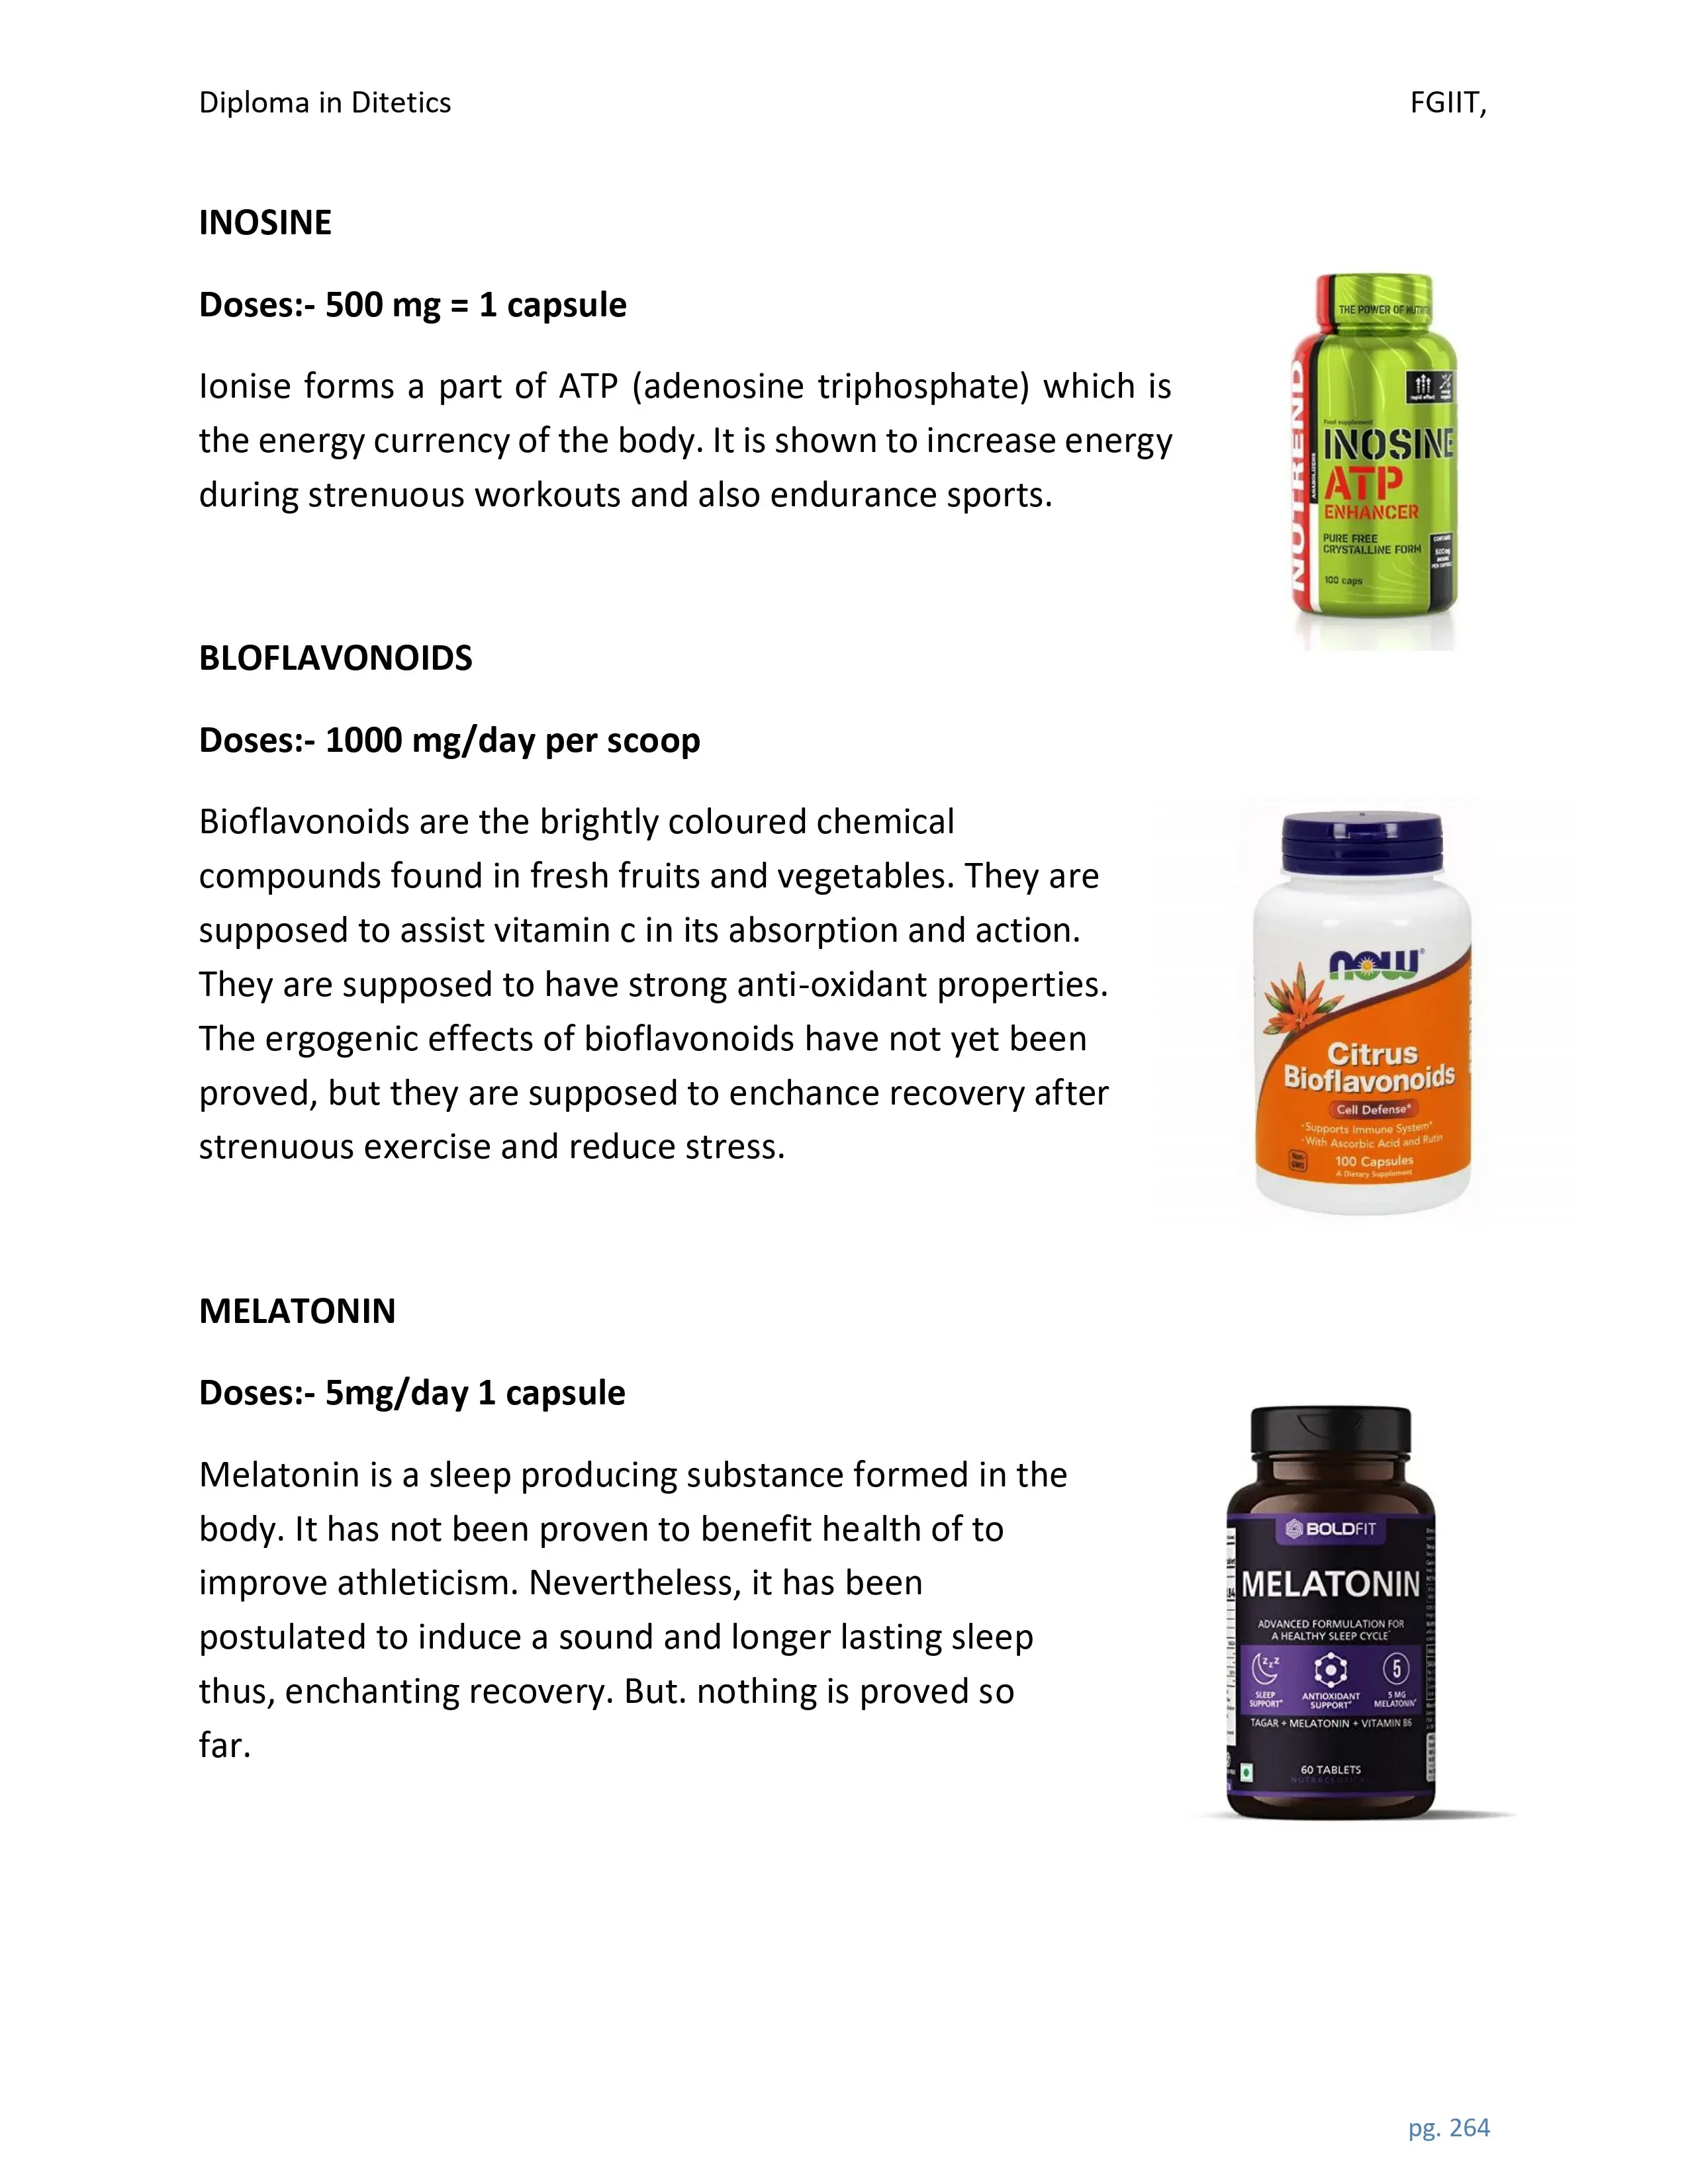 Diploma in Ditetics
FGIIT,
INOSINE
Doses:- 500 mg = 1 capsule
Ionise forms a part of ATP (adenosine triphosphate) which is
the energy currency of the body. It is shown to increase energy
during strenuous workouts and also endurance sports.
THE POWER OF
NUTREND
ANABOLIZERS
rapid effect
Food supplement
INOSINE
ATP
ENHANCER
PURE FREE
CRYSTALLINE FORM
100 caps
BLOFLAVONOIDS
Doses:- 1000 mg/day per scoop
Bioflavonoids are the brightly coloured chemical
compounds found in fresh fruits and vegetables. They are
supposed to assist vitamin c in its absorption and action.
They are supposed to have strong anti-oxidant properties.
The ergogenic effects of bioflavonoids have not yet been
proved, but they are supposed to enchance recovery after
strenuous exercise and reduce stress.
now®
Citrus
Bioflavonoids
Cell Defense*
•Supports Immune System*
•With Ascorbic Acid and Rutin
Non-
GMO
100 Capsules
A Dietary Supplement
MELATONIN
Doses:- 5mg/day 1 capsule
Melatonin is a sleep producing substance formed in the
body. It has not been proven to benefit health of to
improve athleticism. Nevertheless, it has been
postulated to induce a sound and longer lasting sleep
thus, enchanting recovery. But. nothing is proved so
far.
BOLDFIT
MELATONIN
ADVANCED FORMULATION FOR
A HEALTHY SLEEP CYCLE
zzz
5
SLEEP
SUPPORT
ANTIOXIDANT
SUPPORT
5 MG
MELATONIN
TAGAR + MELATONIN + VITAMIN B6
60 TABLETS
pg. 264